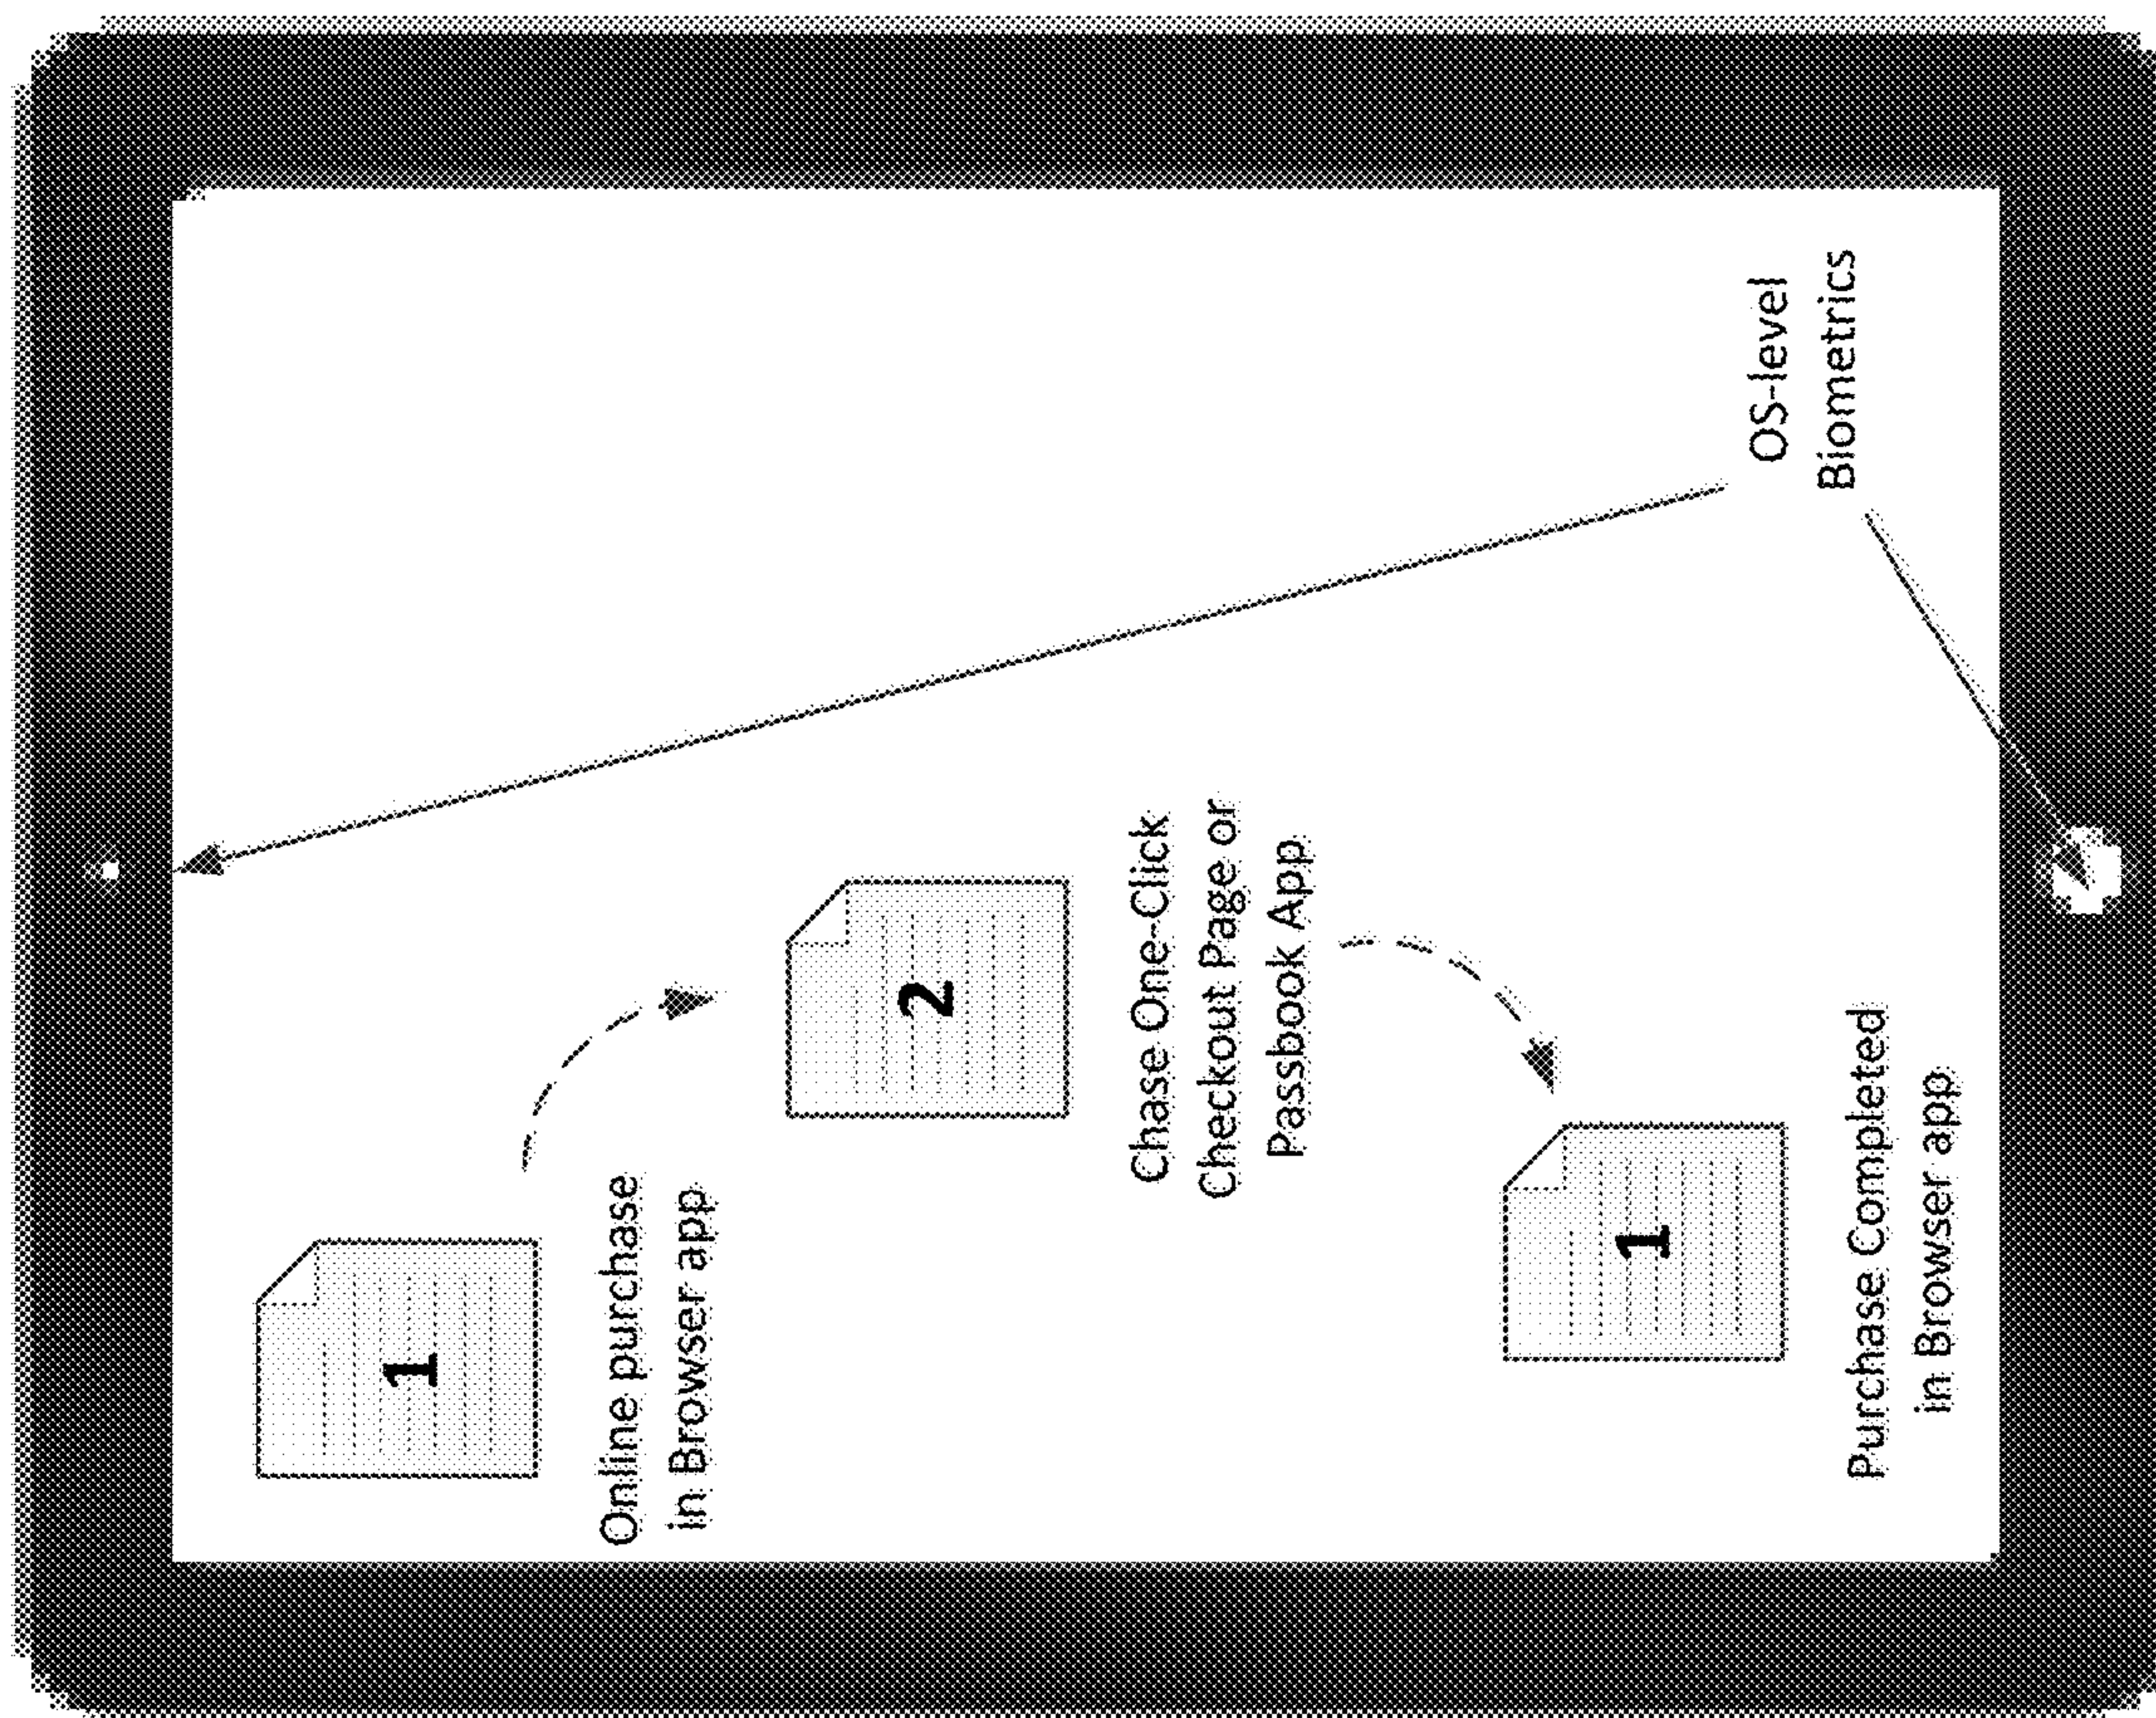 1
Online purchase
in Browser app
2
Chase One-Click
Checkout Page or
Passbook App
1
Purchase Completed
in Browser app
OS-level
Biometrics